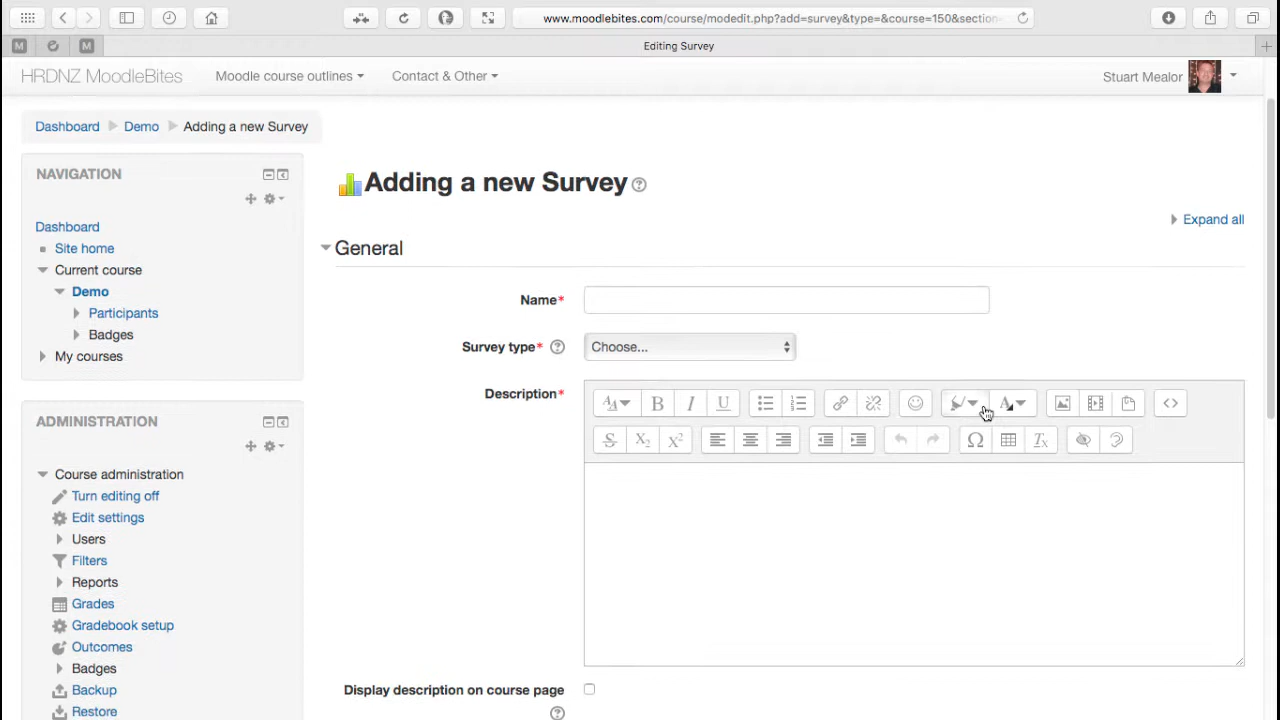 www.moodlebites.com/course/modedit.php?add=survey&type=&course=150&section-
M M Editing Survey
HRDNZ MoodleBites Moodle course outlines Contact & Other Stuart Mealor
Dashboard Demo Adding a new Survey
NAVIGATION
Dashboard
Site home
Current course
Demo
Participants
Badges
My courses
ADMINISTRATION
Course administration
Turn editing off
Edit settings
Users
Filters
Reports
Grades
Gradebook setup
Outcomes
Badges
Backup
Restore
Adding a new Survey
Expand all
General
Name*
Survey type* Choose...
Description*
Display description on course page